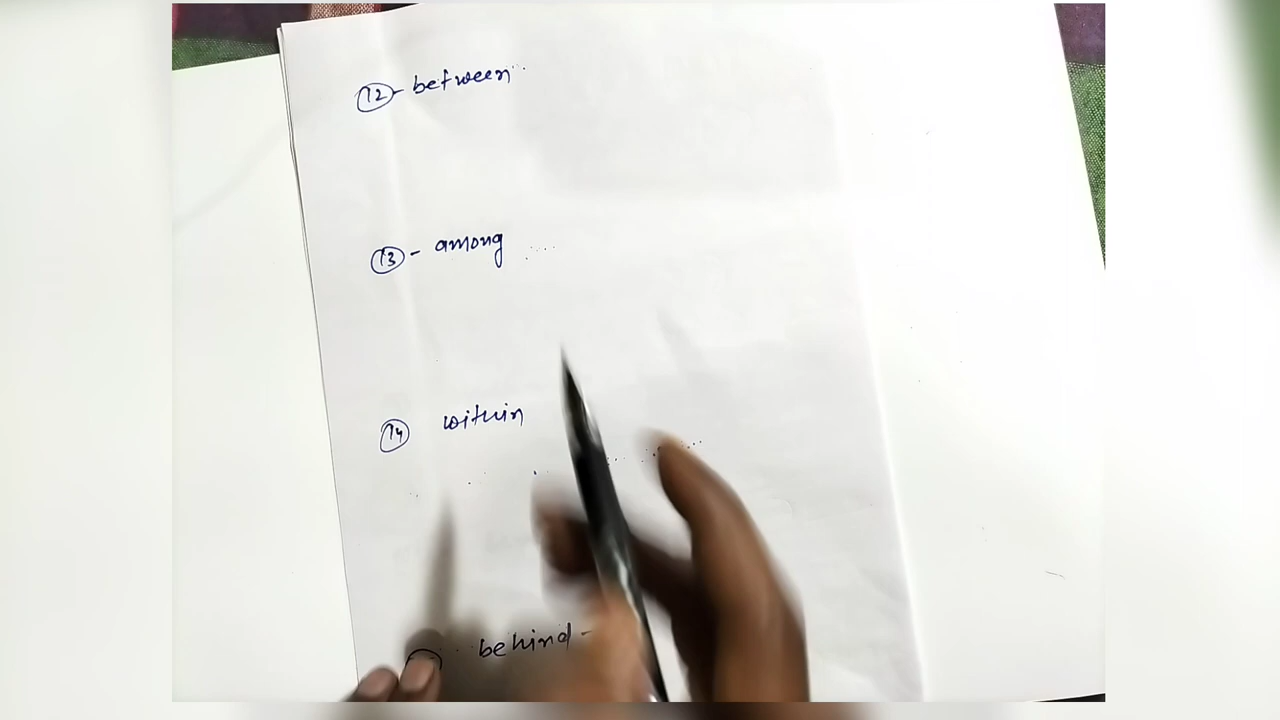 12 - between
13 - among
14 within
behind -